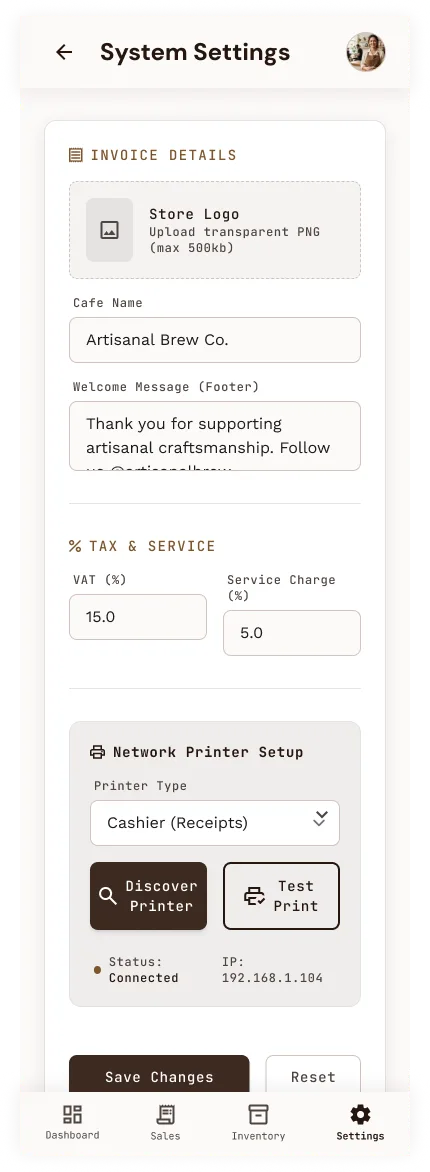 System Settings
INVOICE DETAILS
Store Logo
Upload transparent PNG
(max 500kb)
Cafe Name
Artisanal Brew Co.
Welcome Message (Footer)
Thank you for supporting
artisanal craftsmanship. Follow
us @artisanalbrew
% TAX & SERVICE
VAT (%)
Service Charge
(%)
15.0
5.0
Network Printer Setup
Printer Type
Cashier (Receipts)
Discover
Printer
Test
Print
Status:
Connected
IP:
192.168.1.104
Save Changes
Reset
Dashboard
Sales
Inventory
Settings